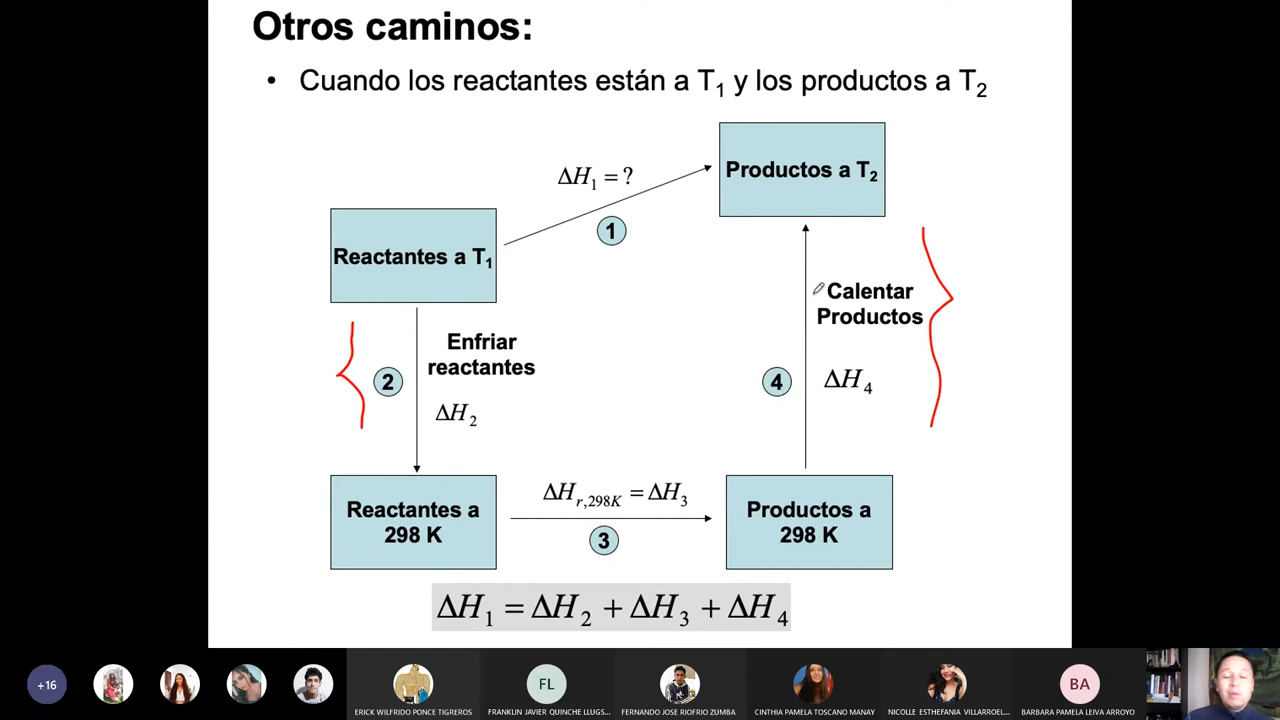 Otros caminos:
• Cuando los reactantes están a T₁ y los productos a T₂
Productos a T₂
ΔH₁ = ?
1
Reactantes a T₁
Calentar
Productos
Enfriar
reactantes
2
4
ΔH₄
ΔH₂
ΔHr,298K = ΔH₃
Reactantes a
298 K
Productos a
298 K
3
ΔH₁ = ΔH₂ + ΔH₃ + ΔH₄
+16
FL
BA
ERICK WILFRIDO PONCE TIGREROS
FRANKLIN JAVIER QUINCHE LLUGS...
FERNANDO JOSE RIOFRIO ZUMBA
CINTHIA PAMELA TOSCANO MANAY
NICOLLE ESTHEFANIA VILLARROEL...
BARBARA PAMELA LEIVA ARROYO